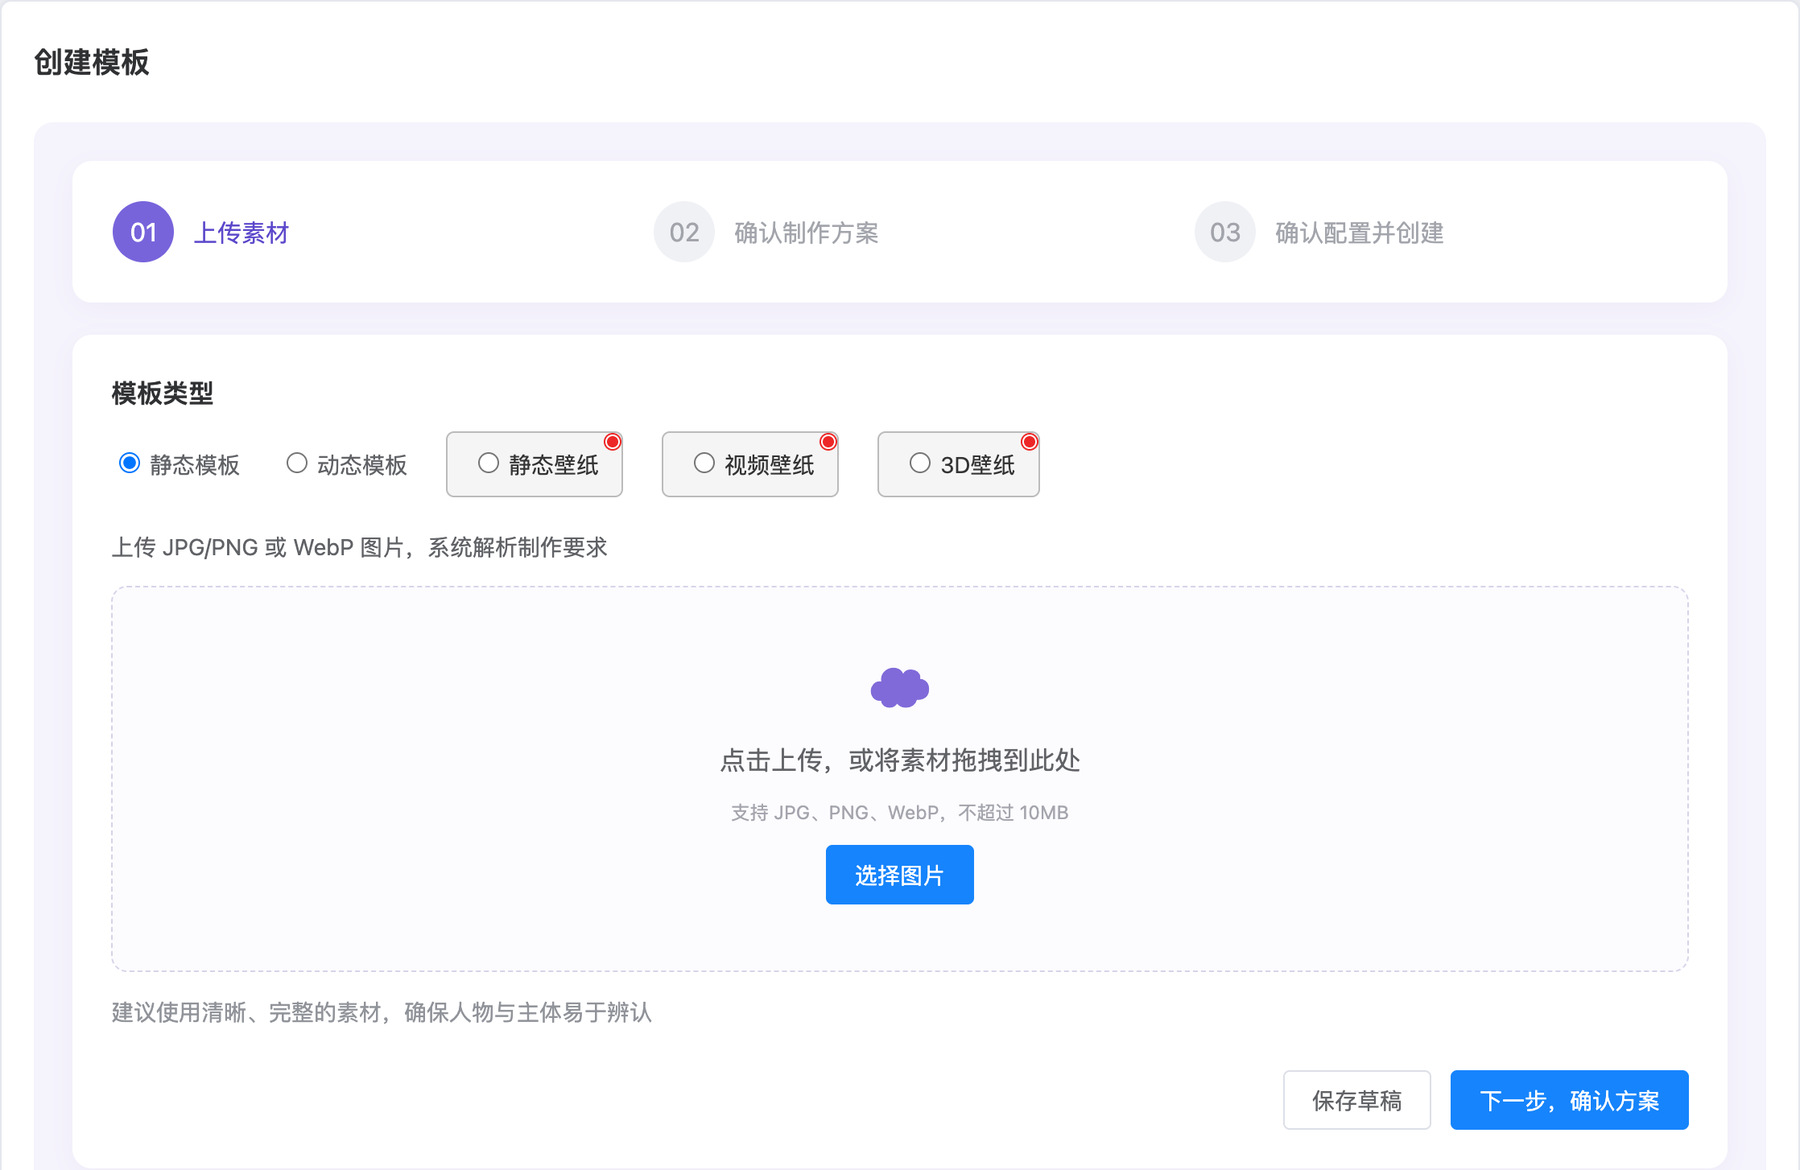 创建模板
01 上传素材 02 确认制作方案 03 确认配置并创建
模板类型
静态模板 动态模板 静态壁纸 视频壁纸 3D壁纸
上传 JPG/PNG 或 WebP 图片，系统解析制作要求
点击上传，或将素材拖拽到此处
支持 JPG、PNG、WebP，不超过 10MB
选择图片
建议使用清晰、完整的素材，确保人物与主体易于辨认
保存草稿 下一步，确认方案